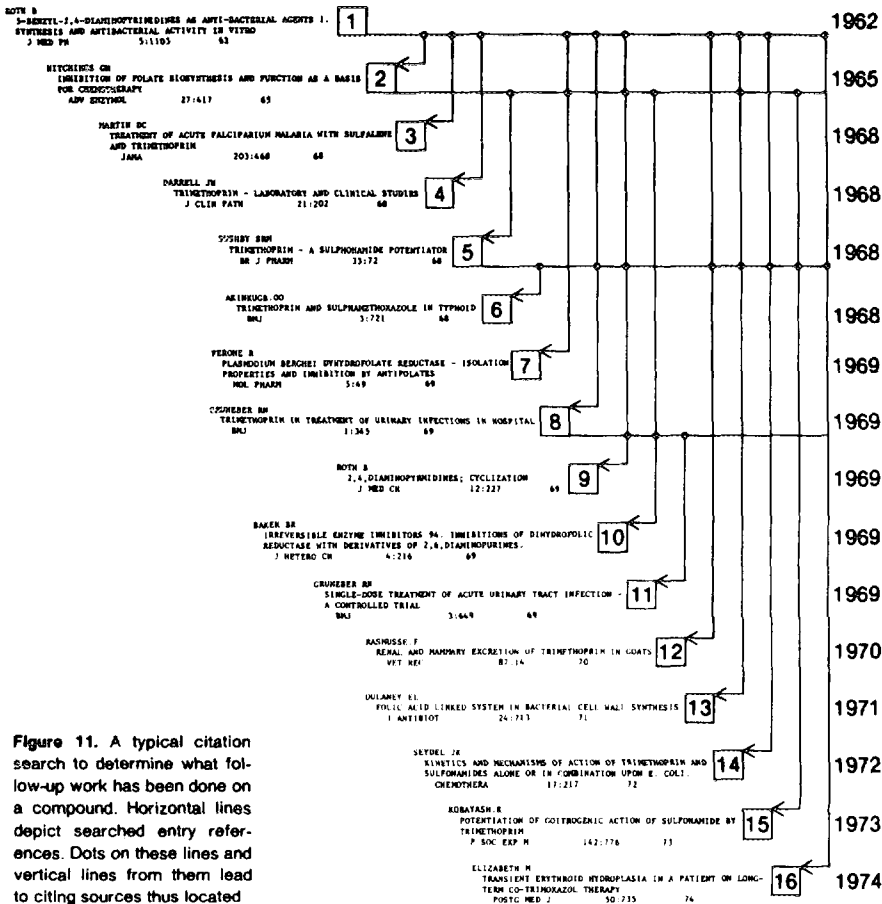 ROTH B
5-BENZYL-2,4-DIAMINOPYRIMIDINES AS ANTI-BACTERIAL AGENTS I.
SYNTHESIS AND ANTIBACTERIAL ACTIVITY IN VITRO
J MED PH 5:1103 62
1
1962
HITCHINGS GH
INHIBITION OF FOLATE BIOSYNTHESIS AND FUNCTION AS A BASIS
FOR CHEMOTHERAPY
ADV ENZYMOL 27:417 65
2
1965
MARTIN DC
TREATMENT OF ACUTE FALCIPARIUM MALARIA WITH SULFALENE
AND TRIMETHOPRIM
JAMA 203:468 68
3
1968
DARRELL JH
TRIMETHOPRIM - LABORATORY AND CLINICAL STUDIES
J CLIN PATH 21:202 68
4
1968
BUSHBY SRM
TRIMETHOPRIM - A SULPHONAMIDE POTENTIATOR
BR J PHARM 33:72 68
5
1968
AKINKUGB.OO
TRIMETHOPRIM AND SULPHAMETHOXAZOLE IN TYPHOID
BMJ 3:721 68
6
1968
FERONE R
PLASMODIUM BERGHEI DYHYDROFOLATE REDUCTASE - ISOLATION
PROPERTIES AND INHIBITION BY ANTIFOLATES
MOL PHARM 5:49 69
7
1969
GRUNEBER RN
TRIMETHOPRIM IN TREATMENT OF URINARY INFECTIONS IN HOSPITAL
BMJ 1:345 69
8
1969
ROTH B
2,4,DIAMINOPYRMIDINES; CYCLIZATION
J MED CH 12:227 69
9
1969
BAKER BR
IRREVERSIBLE ENZYME INHIBITORS 94. INHIBITIONS OF DIHYDROFOLIC
REDUCTASE WITH DERIVATIVES OF 2,6,DIAMINOPURINES.
J HETERO CH 4:216 69
10
1969
GRUNEBER RN
SINGLE-DOSE TREATMENT OF ACUTE URINARY TRACT INFECTION -
A CONTROLLED TRIAL
BMJ 3:649 69
11
1969
RASMUSSE.F
RENAL AND MAMMARY EXCRETION OF TRIMETHOPRIM IN GOATS
VET REC 87:14 70
12
1970
DULANEY EL
FOLIC ACID LINKED SYSTEM IN BACTERIAL CELL WALL SYNTHESIS
J ANTIBIOT 24:713 71
13
1971
SEYDEL JK
KINETICS AND MECHANISMS OF ACTION OF TRIMETHOPRIM AND
SULFONAMIDES ALONE OR IN COMBINATION UPON E. COLI.
CHEMOTHERA 17:217 72
14
1972
KOBAYASH.K
POTENTIATION OF GOITROGENIC ACTION OF SULFONAMIDE BY
TRIMETHOPRIM
P SOC EXP M 142:776 73
15
1973
ELIZABETH M
TRANSIENT ERYTHROID HYDROPLASIA IN A PATIENT ON LONG-
TERM CO-TRIMOXAZOL THERAPY
POSTG MED J 50:235 74
16
1974
Figure 11. A typical citation
search to determine what fol-
low-up work has been done on
a compound. Horizontal lines
depict searched entry refer-
ences. Dots on these lines and
vertical lines from them lead
to citing sources thus located